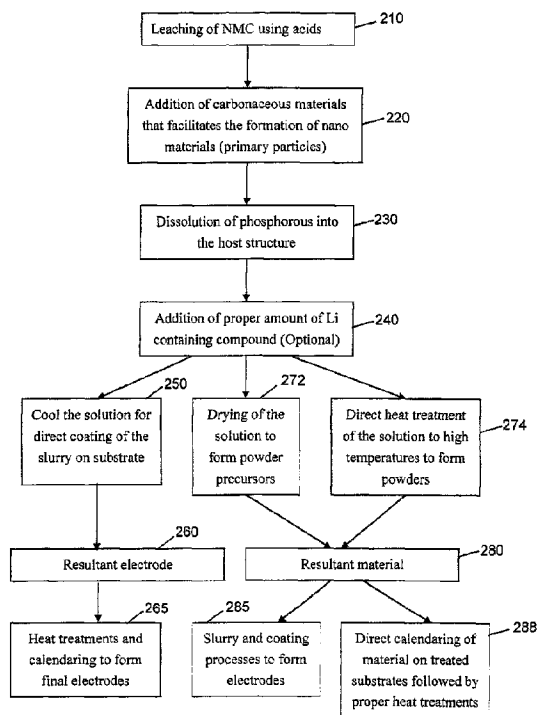 210
Leaching of NMC using acids
Addition of carbonaceous materials
that facilitates the formation of nano
materials (primary particles)
220
Dissolution of phosphorous into
the host structure
230
Addition of proper amount of Li
containing compound (Optional)
240
250
Cool the solution for
direct coating of the
slurry on substrate
272
Drying of the
solution to
form powder
precursors
Direct heat treatment
of the solution to high
temperatures to form
powders
274
260
Resultant electrode
Resultant material
280
265
Heat treatments and
calendaring to form
final electrodes
285
Slurry and coating
processes to form
electrodes
288
Direct calendaring of
material on treated
substrates followed by
proper heat treatments